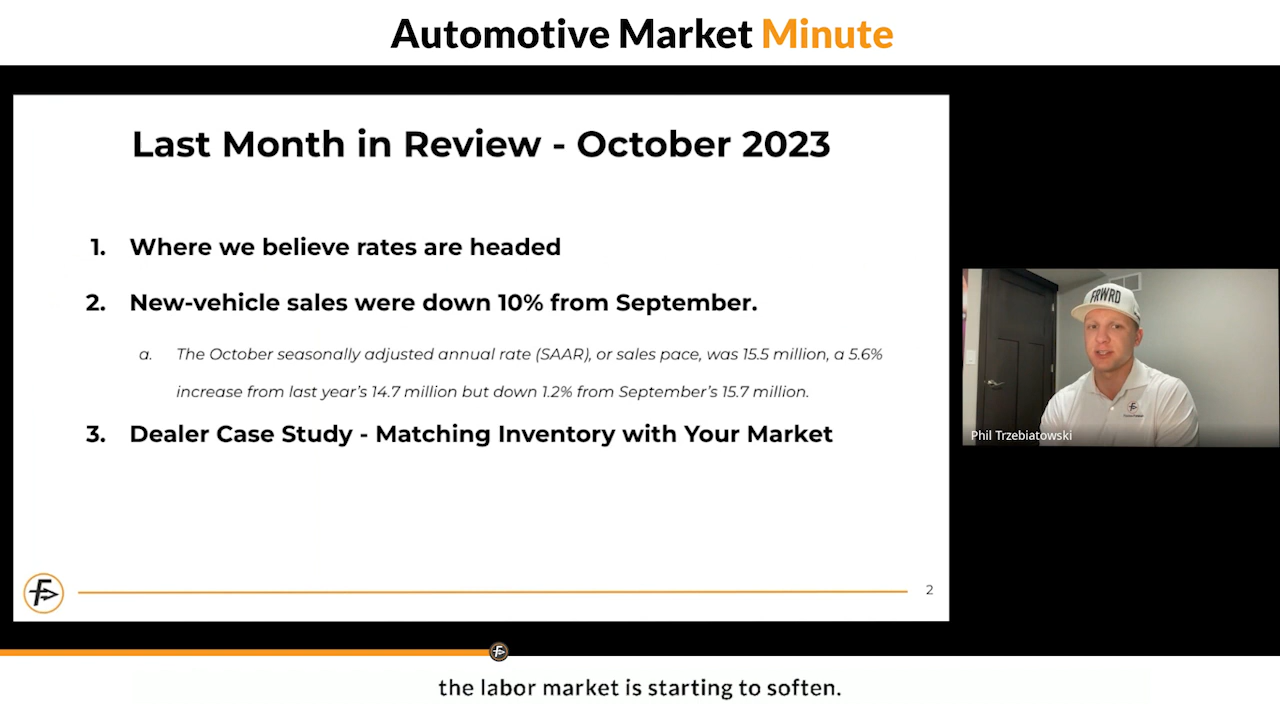 Automotive Market Minute
Last Month in Review - October 2023
1. Where we believe rates are headed
2. New-vehicle sales were down 10% from September.
a. The October seasonally adjusted annual rate (SAAR), or sales pace, was 15.5 million, a 5.6%
increase from last year's 14.7 million but down 1.2% from September's 15.7 million.
3. Dealer Case Study - Matching Inventory with Your Market
2
FRWRD
Phil Trzebiatowski
the labor market is starting to soften.